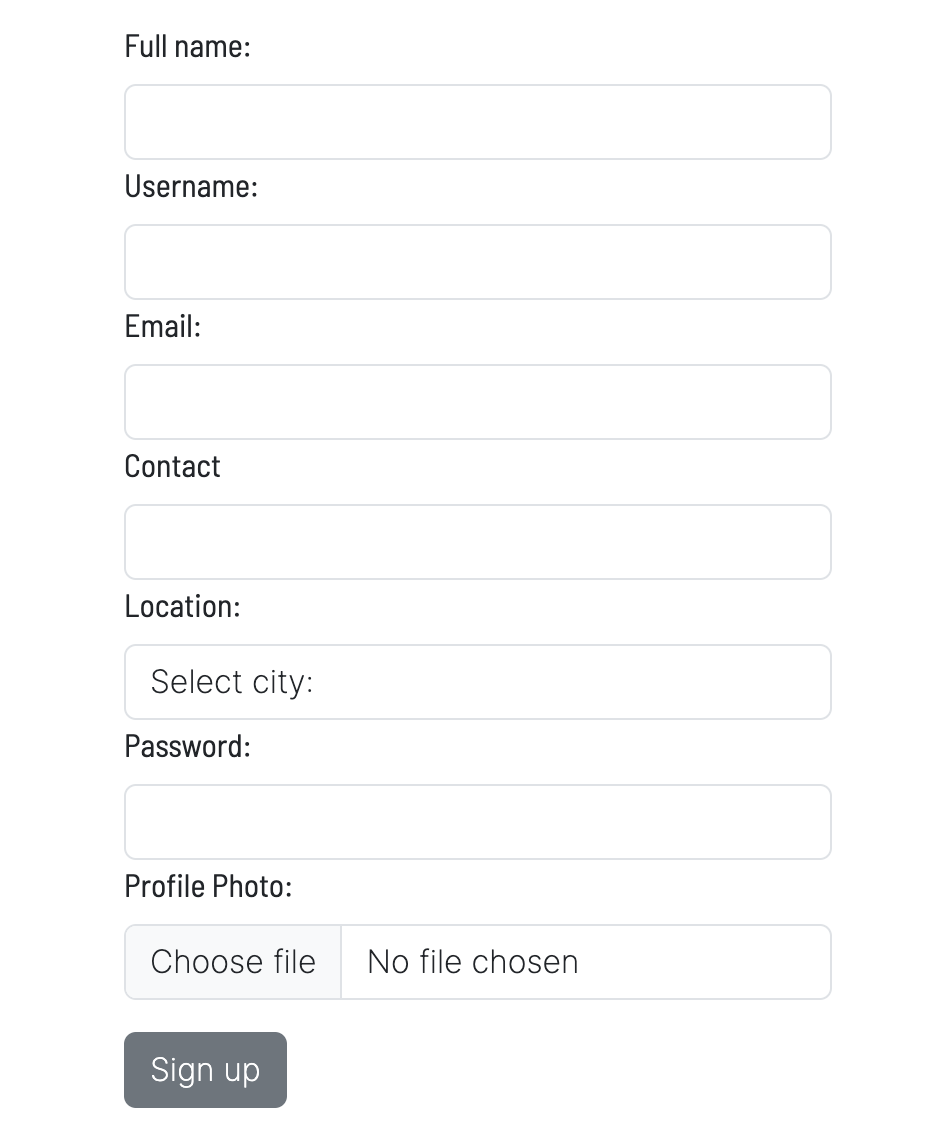 Full name:
Username:
Email:
Contact
Location:
Select city:
Password:
Profile Photo:
Choose file No file chosen
Sign up